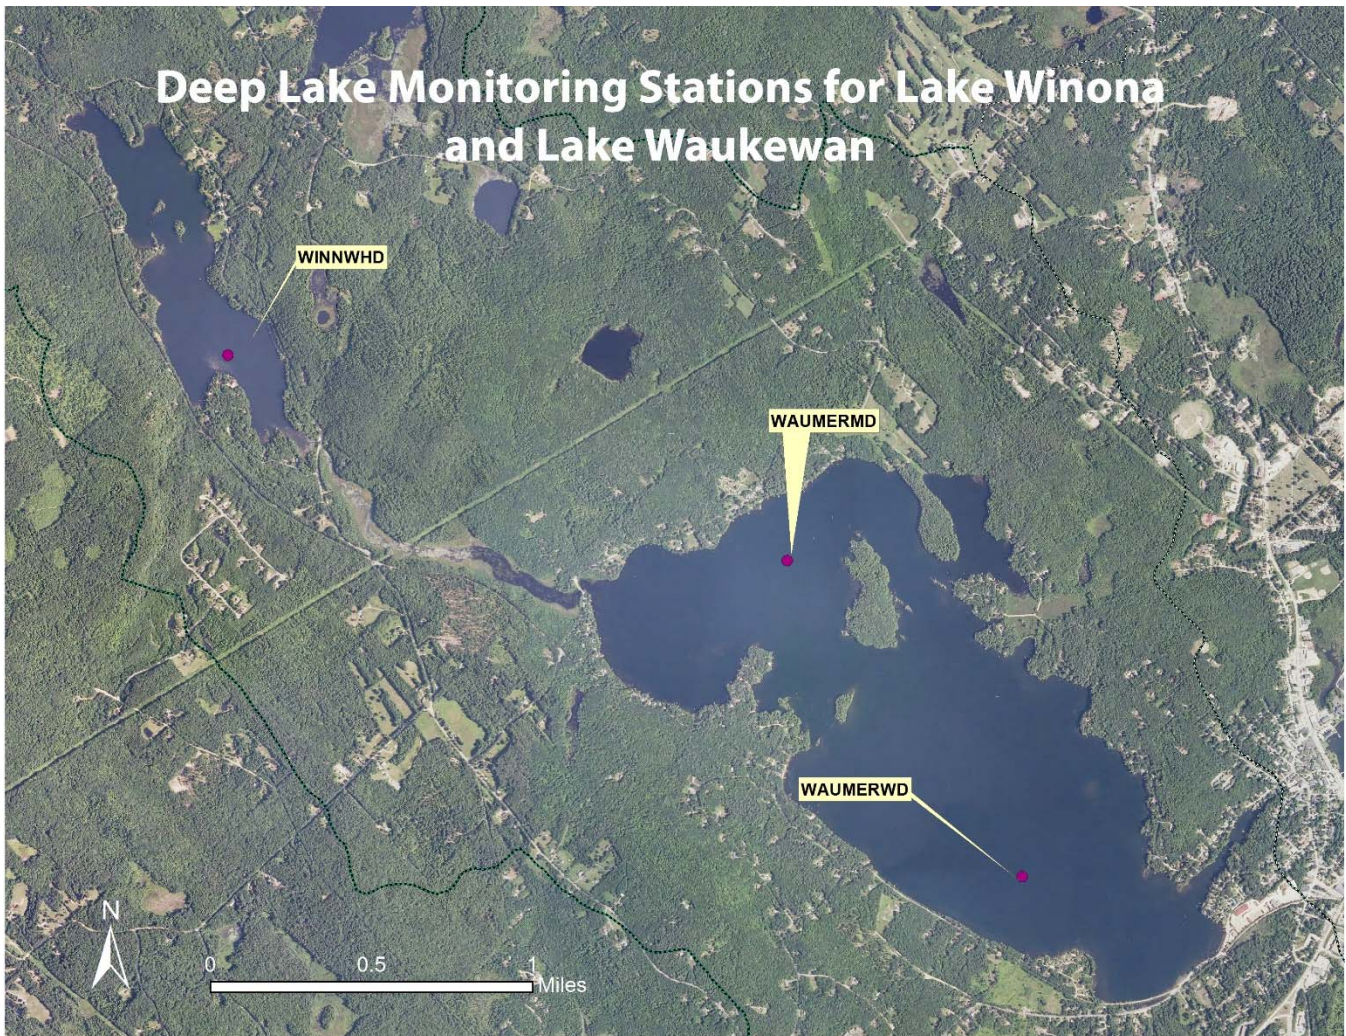 Deep Lake Monitoring Stations for Lake Winona
and Lake Waukewan
WINNWHD
WAUMERMD
WAUMERWD
N
0 0.5 1
Miles